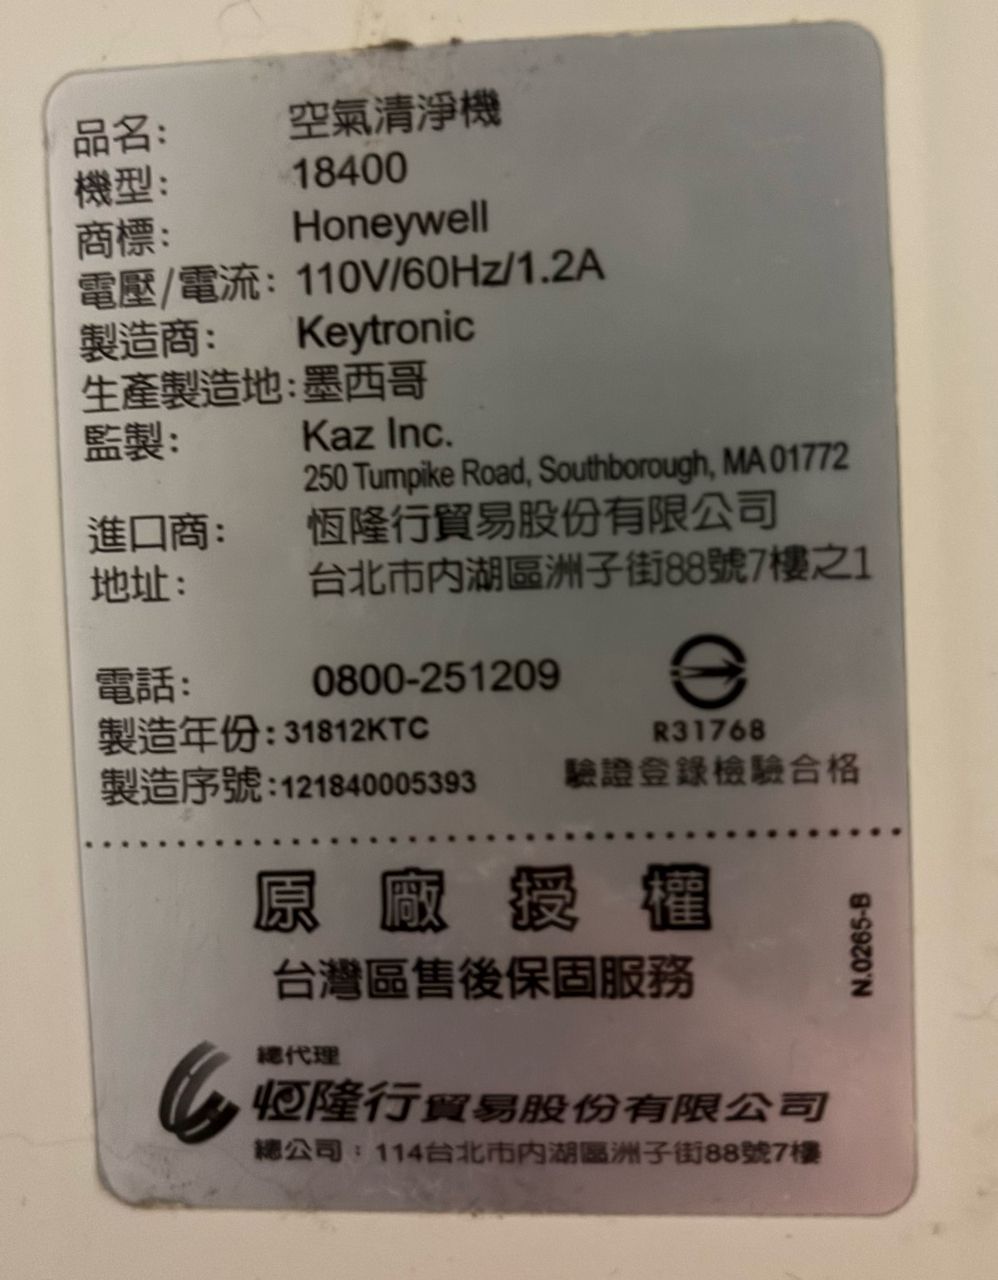 品名: 空氣清淨機
機型: 18400
商標: Honeywell
電壓/電流: 110V/60Hz/1.2A
製造商: Keytronic
生產製造地: 墨西哥
監製: Kaz Inc.
250 Turnpike Road, Southborough, MA 01772
進口商: 恆隆行貿易股份有限公司
地址: 台北市內湖區洲子街88號7樓之1
電話: 0800-251209
製造年份: 31812KTC
製造序號:121840005393
R31768
驗證登錄檢驗合格
原廠授權
台灣區售後保固服務
N.0265-B
總代理
恆隆行貿易股份有限公司
總公司：114台北市內湖區洲子街88號7樓